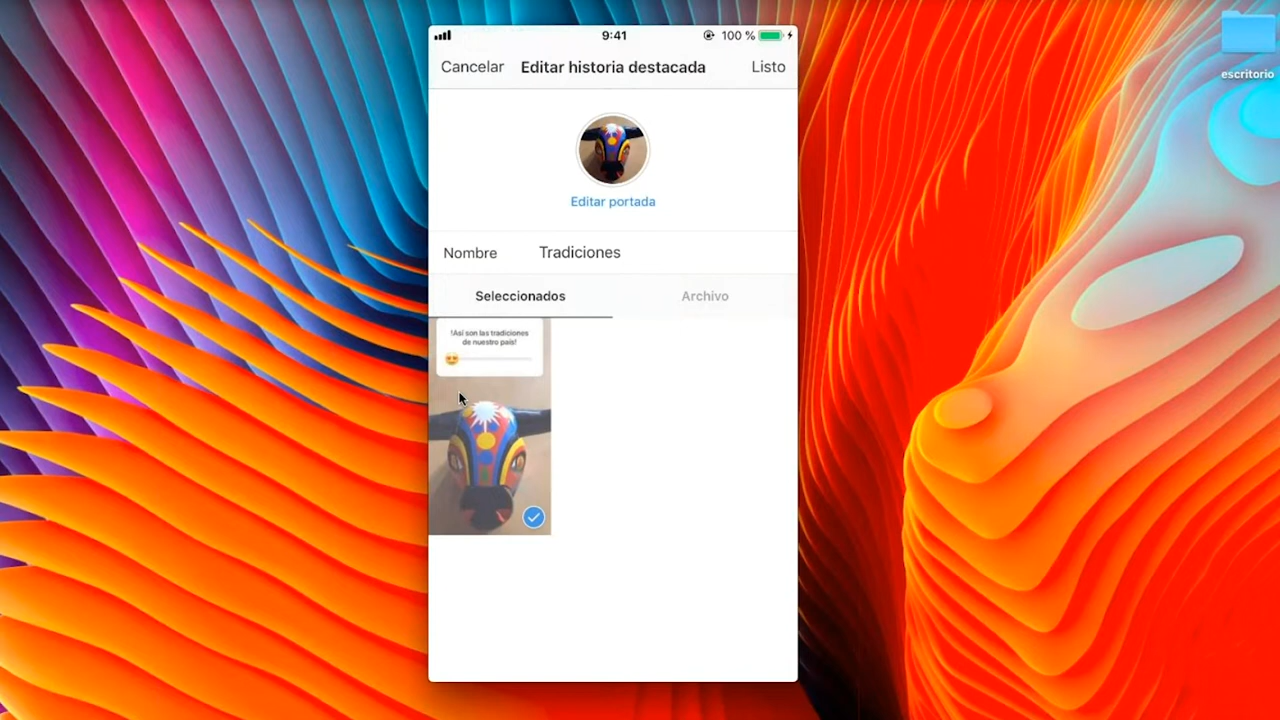 9:41
100 %
Cancelar
Editar historia destacada
Listo
Editar portada
Nombre
Tradiciones
Seleccionados
Archivo
!Así son las tradiciones
de nuestro país!
escritorio